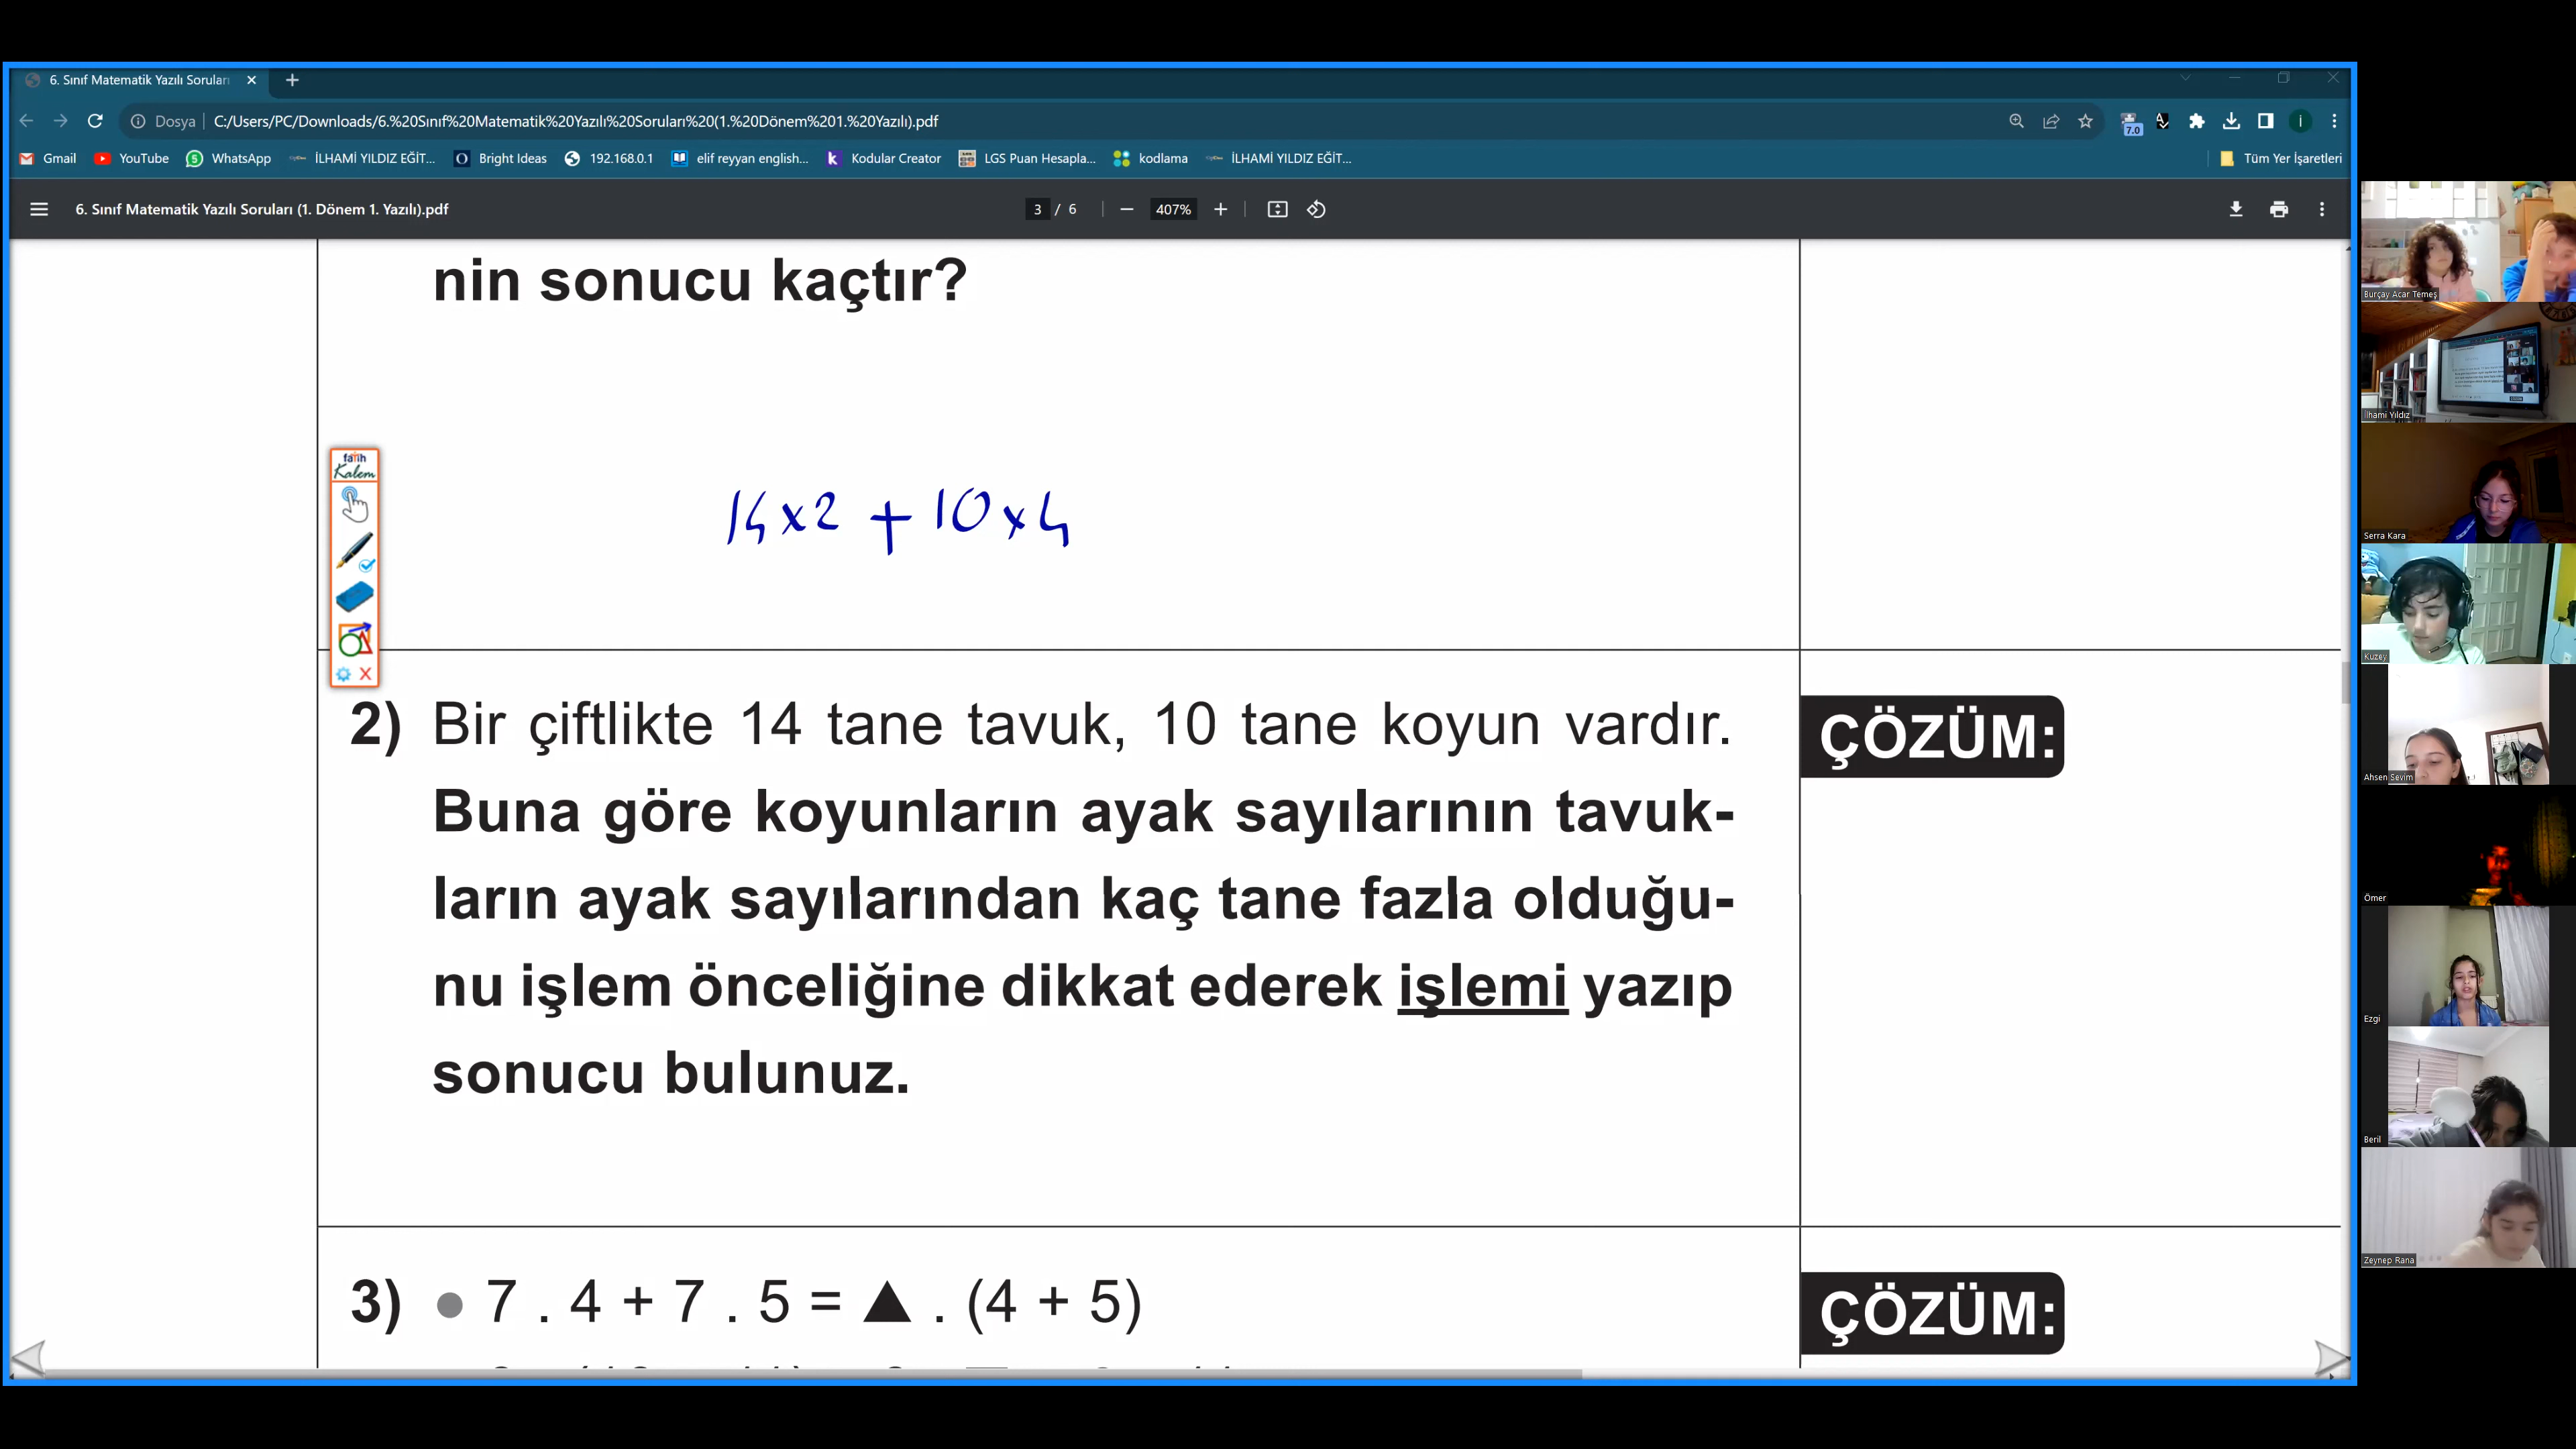 6. Sınıf Matematik Yazılı Soruları
Dosya C:/Users/PC/Downloads/6.%20Sınıf%20Matematik%20Yazılı%20Soruları%20(1.%20Dönem%201.%20Yazılı).pdf
7.0
i
Gmail YouTube WhatsApp İLHAMİ YILDIZ EĞİT... Bright Ideas 192.168.0.1 elif reyyan english... Kodular Creator LGS Puan Hesapla... kodlama İLHAMİ YILDIZ EĞİT... Tüm Yer İşaretleri
6. Sınıf Matematik Yazılı Soruları (1. Dönem 1. Yazılı).pdf 3 / 6 — 407% +
nin sonucu kaçtır?
fatih
Kalem
14x2 + 10x4
2) Bir çiftlikte 14 tane tavuk, 10 tane koyun vardır.
Buna göre koyunların ayak sayılarının tavuk-
ların ayak sayılarından kaç tane fazla olduğu-
nu işlem önceliğine dikkat ederek işlemi yazıp
sonucu bulunuz.
ÇÖZÜM:
3) ● 7 . 4 + 7 . 5 = ▲ . (4 + 5)
ÇÖZÜM:
Burçay Acar Temeş
İlhami Yıldız
Serra Kara
Kuzey
Ahsen Sevim
Ömer
Ezgi
Beril
Zeynep Rana